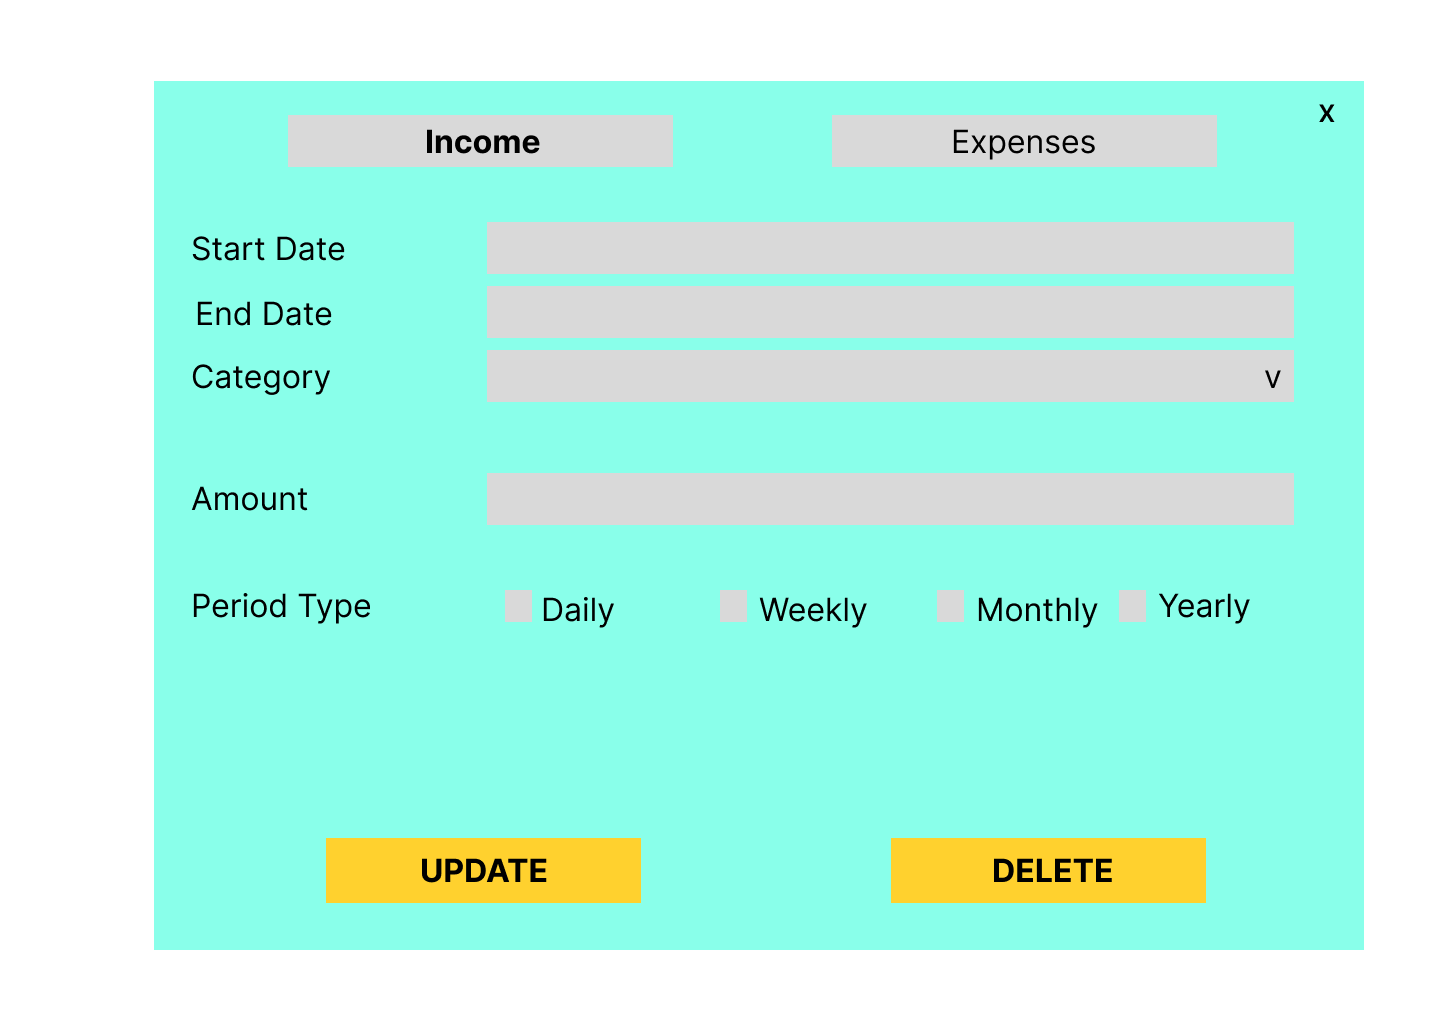 x
Income Expenses
Start Date
End Date
Category v
Amount
Period Type Daily Weekly Monthly Yearly
UPDATE DELETE